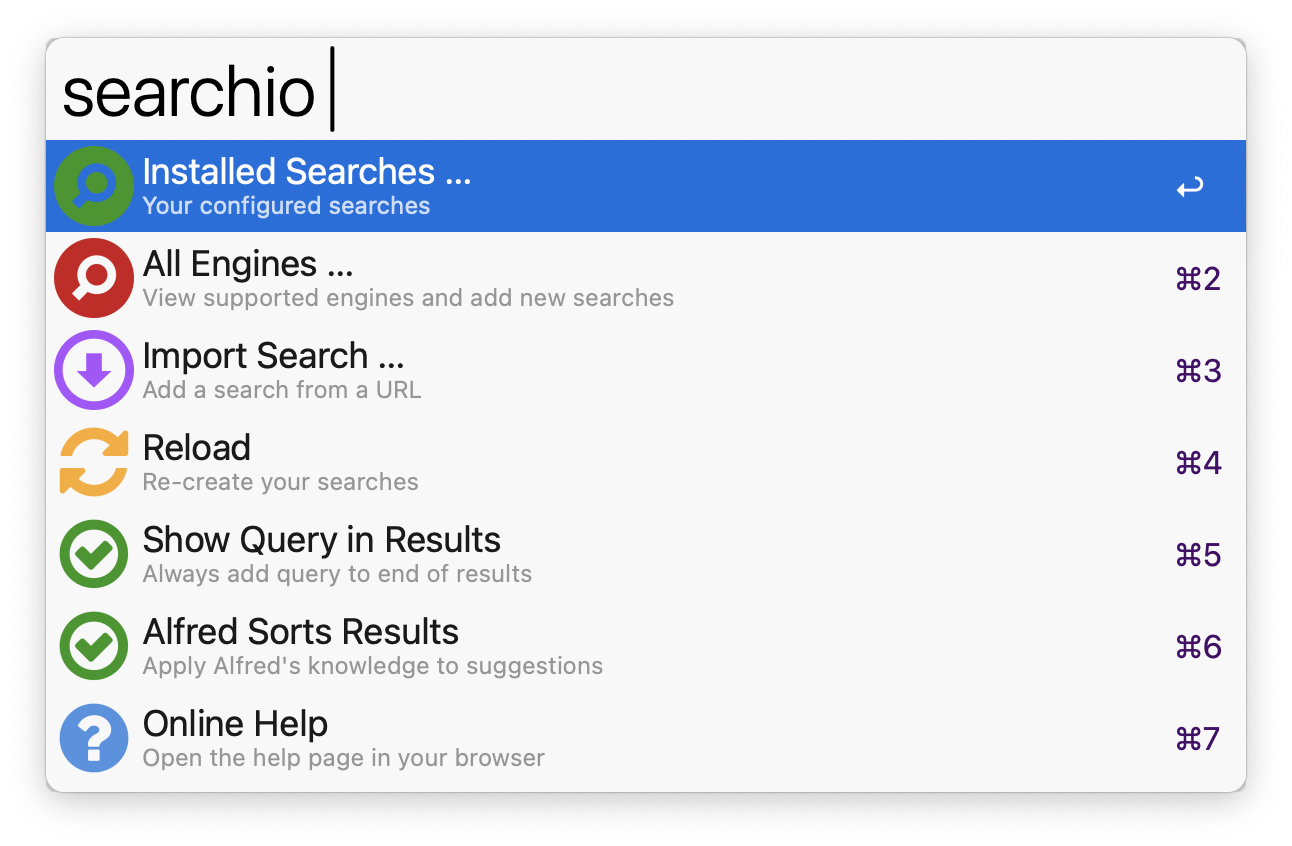 searchio
Installed Searches ...
Your configured searches
All Engines ...
View supported engines and add new searches
⌘2
Import Search ...
Add a search from a URL
⌘3
Reload
Re-create your searches
⌘4
Show Query in Results
Always add query to end of results
⌘5
Alfred Sorts Results
Apply Alfred's knowledge to suggestions
⌘6
Online Help
Open the help page in your browser
⌘7